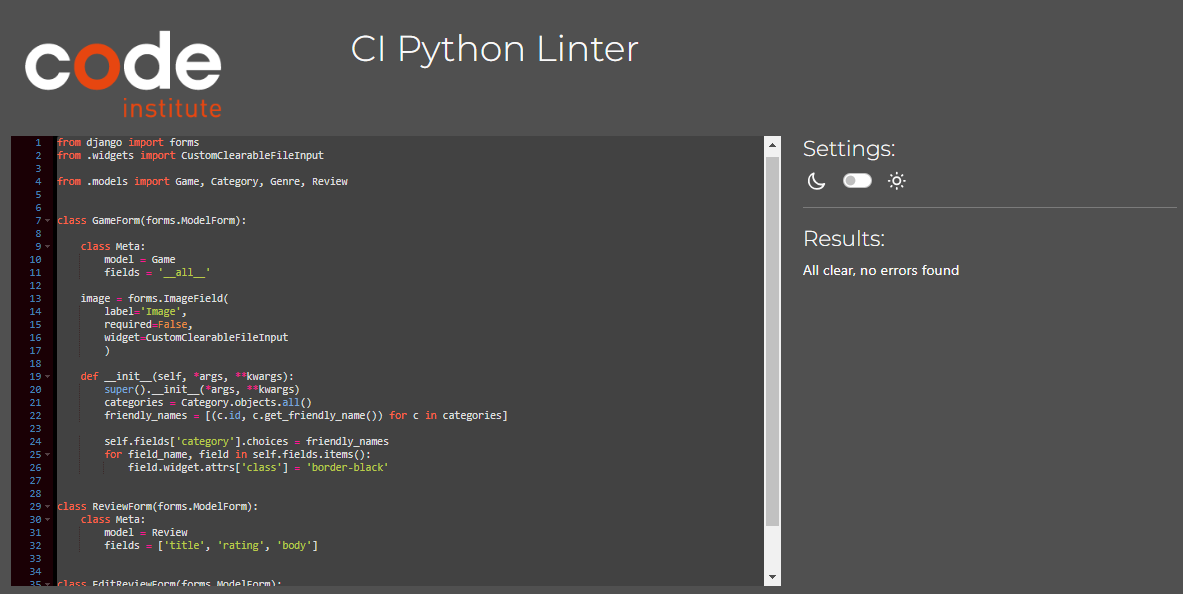 code
institute
CI Python Linter
1 from django import forms
2 from .widgets import CustomClearableFileInput
3
4 from .models import Game, Category, Genre, Review
5
6
7 class GameForm(forms.ModelForm):
8
9     class Meta:
10         model = Game
11         fields = '__all__'
12
13     image = forms.ImageField(
14         label='Image',
15         required=False,
16         widget=CustomClearableFileInput
17         )
18
19     def __init__(self, *args, **kwargs):
20         super().__init__(*args, **kwargs)
21         categories = Category.objects.all()
22         friendly_names = [(c.id, c.get_friendly_name()) for c in categories]
23
24         self.fields['category'].choices = friendly_names
25         for field_name, field in self.fields.items():
26             field.widget.attrs['class'] = 'border-black'
27
28
29 class ReviewForm(forms.ModelForm):
30     class Meta:
31         model = Review
32         fields = ['title', 'rating', 'body']
33
34
35 class EditReviewForm(forms.ModelForm):
Settings:
Results:
All clear, no errors found